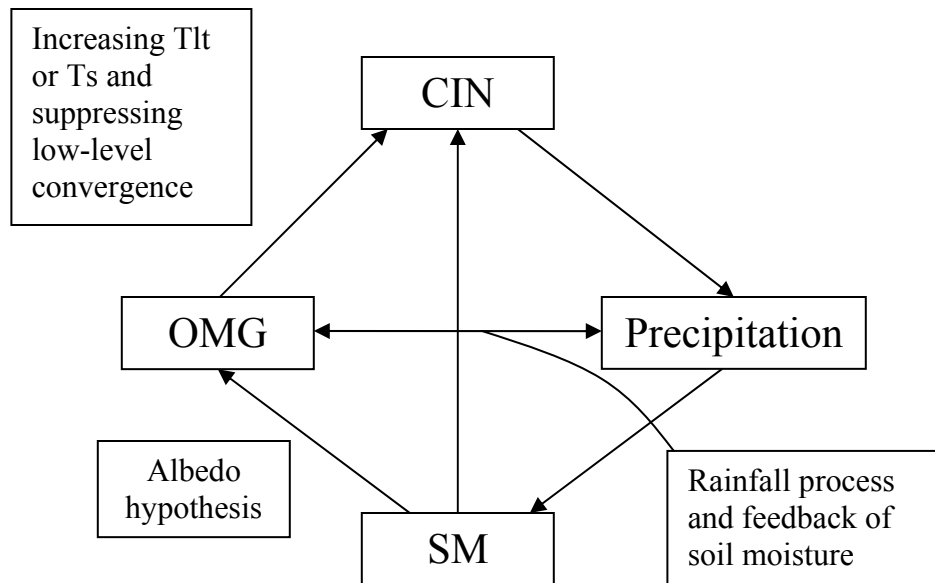 Increasing Tlt
or Ts and
suppressing
low-level
convergence
CIN
OMG
Precipitation
Albedo
hypothesis
SM
Rainfall process
and feedback of
soil moisture